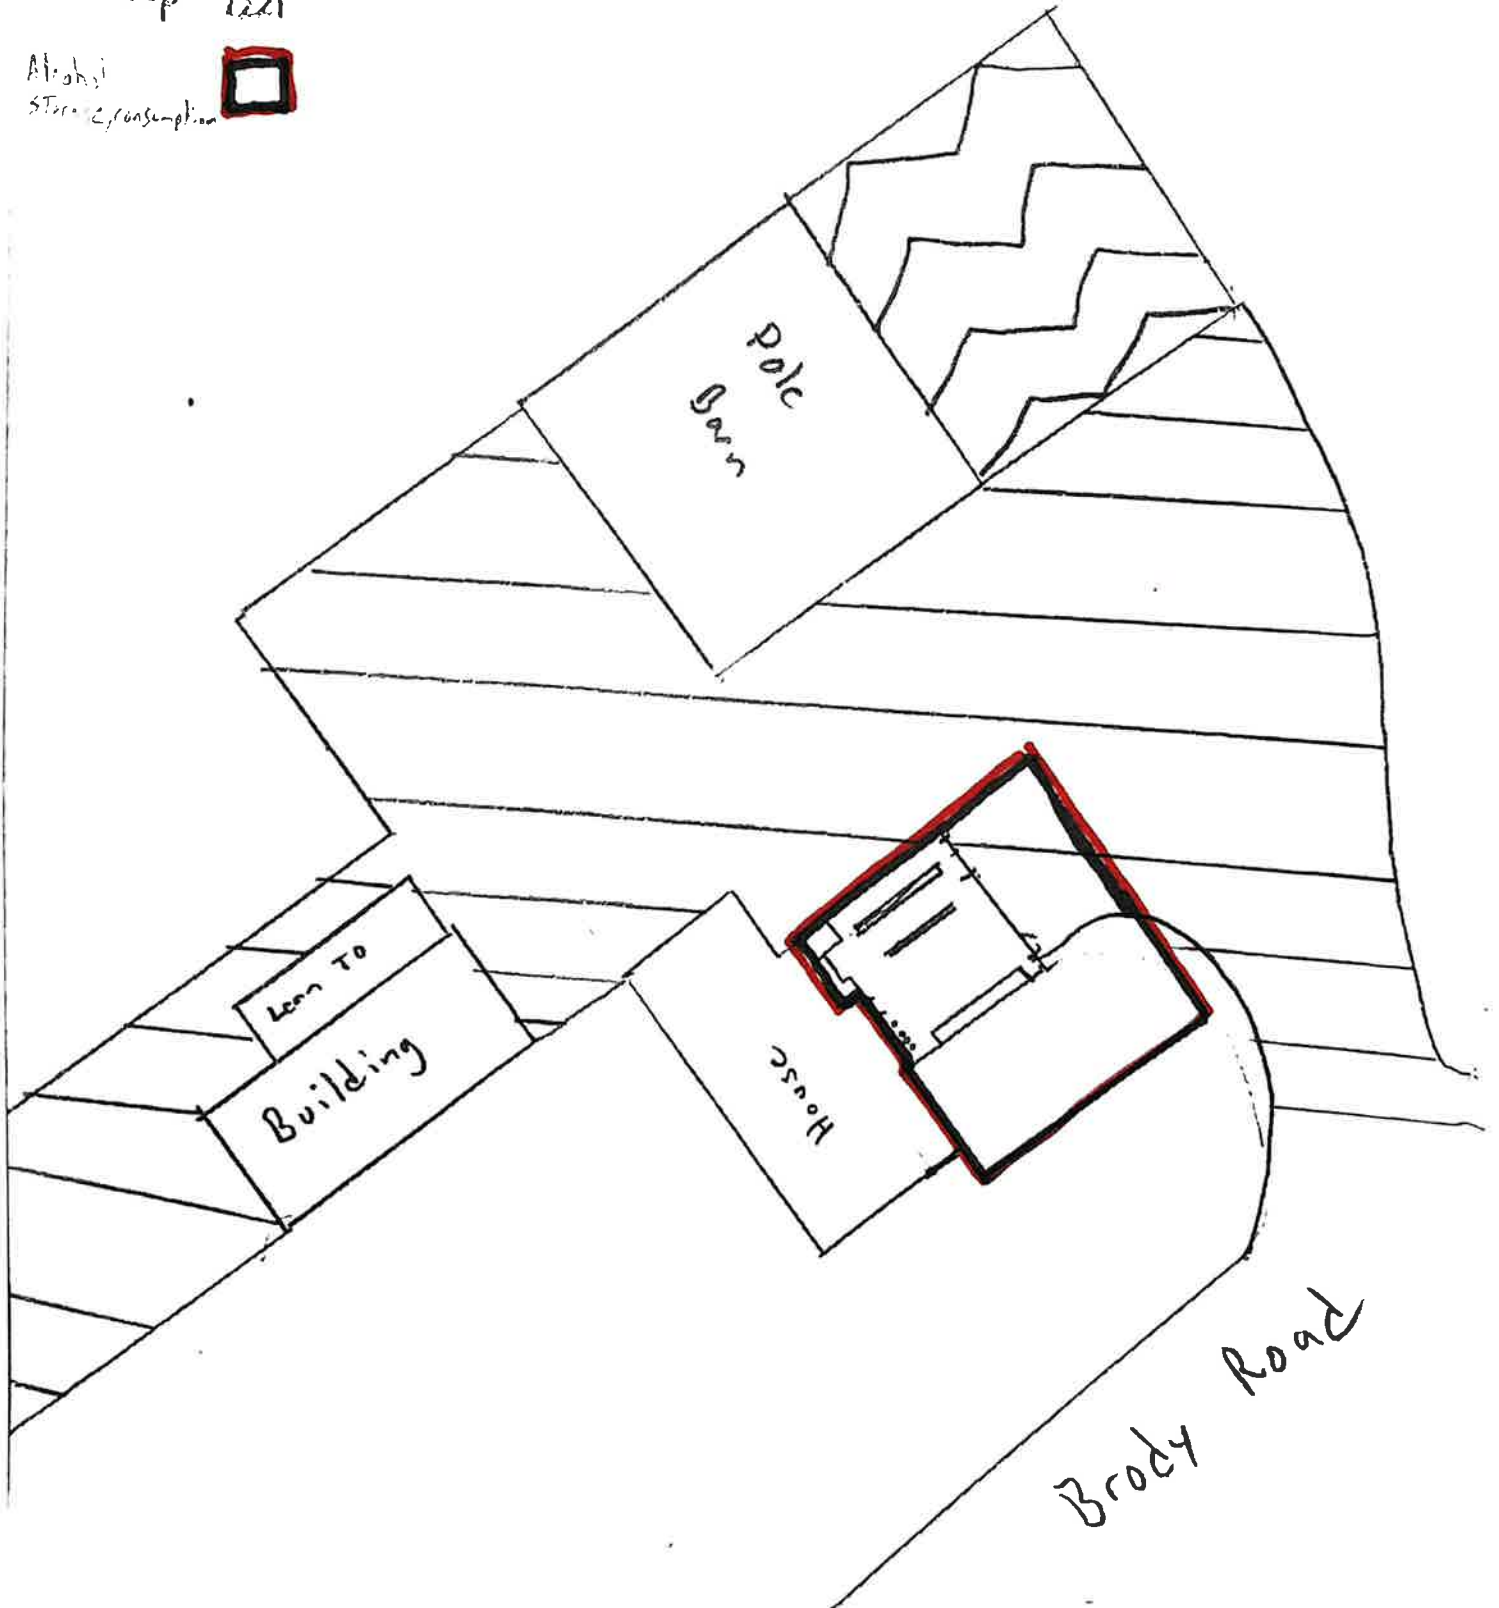 Alcohol
Storage, consumption
Pole
Barn
Lean To
Building
House
Brody Road